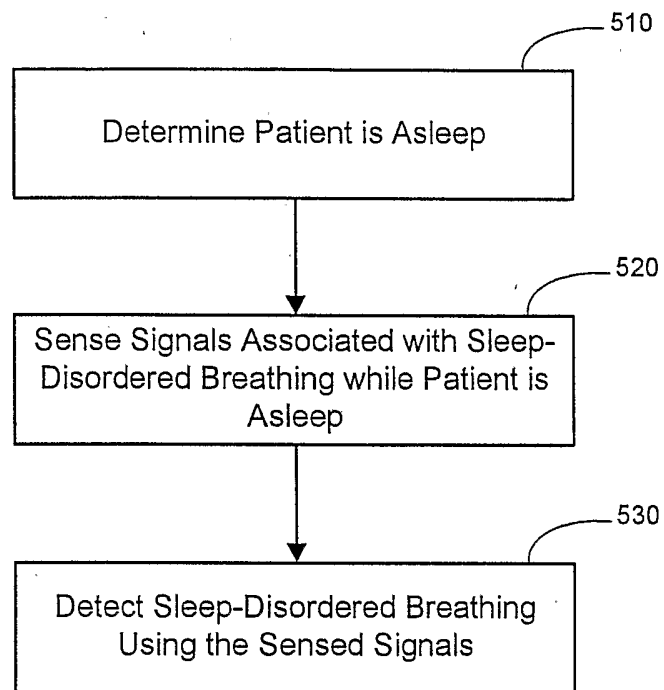 510
Determine Patient is Asleep
520
Sense Signals Associated with Sleep-
Disordered Breathing while Patient is
Asleep
530
Detect Sleep-Disordered Breathing
Using the Sensed Signals